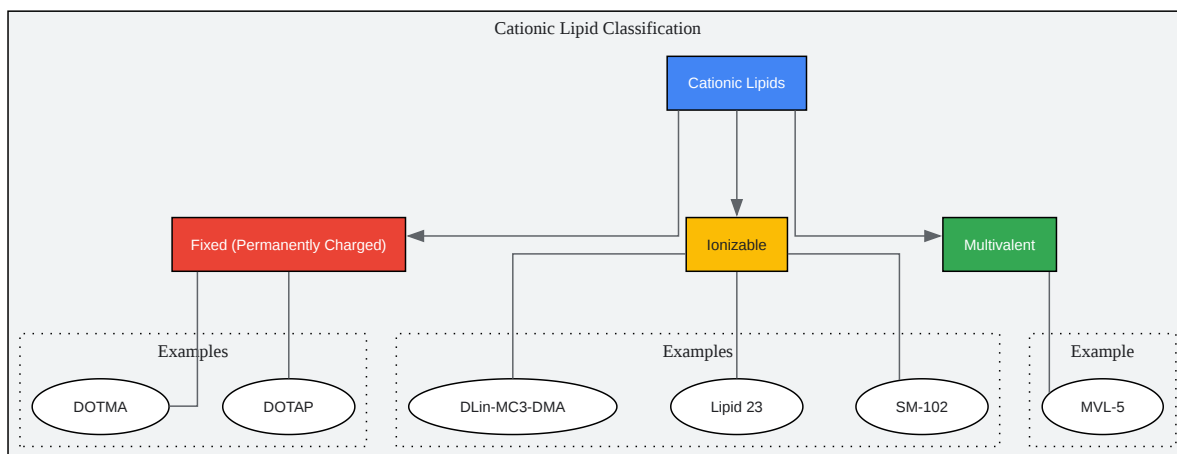 Cationic Lipid Classification
Cationic Lipids
Fixed (Permanently Charged)
Ionizable
Multivalent
Examples
Examples
Example
DOTMA
DOTAP
DLin-MC3-DMA
Lipid 23
SM-102
MVL-5